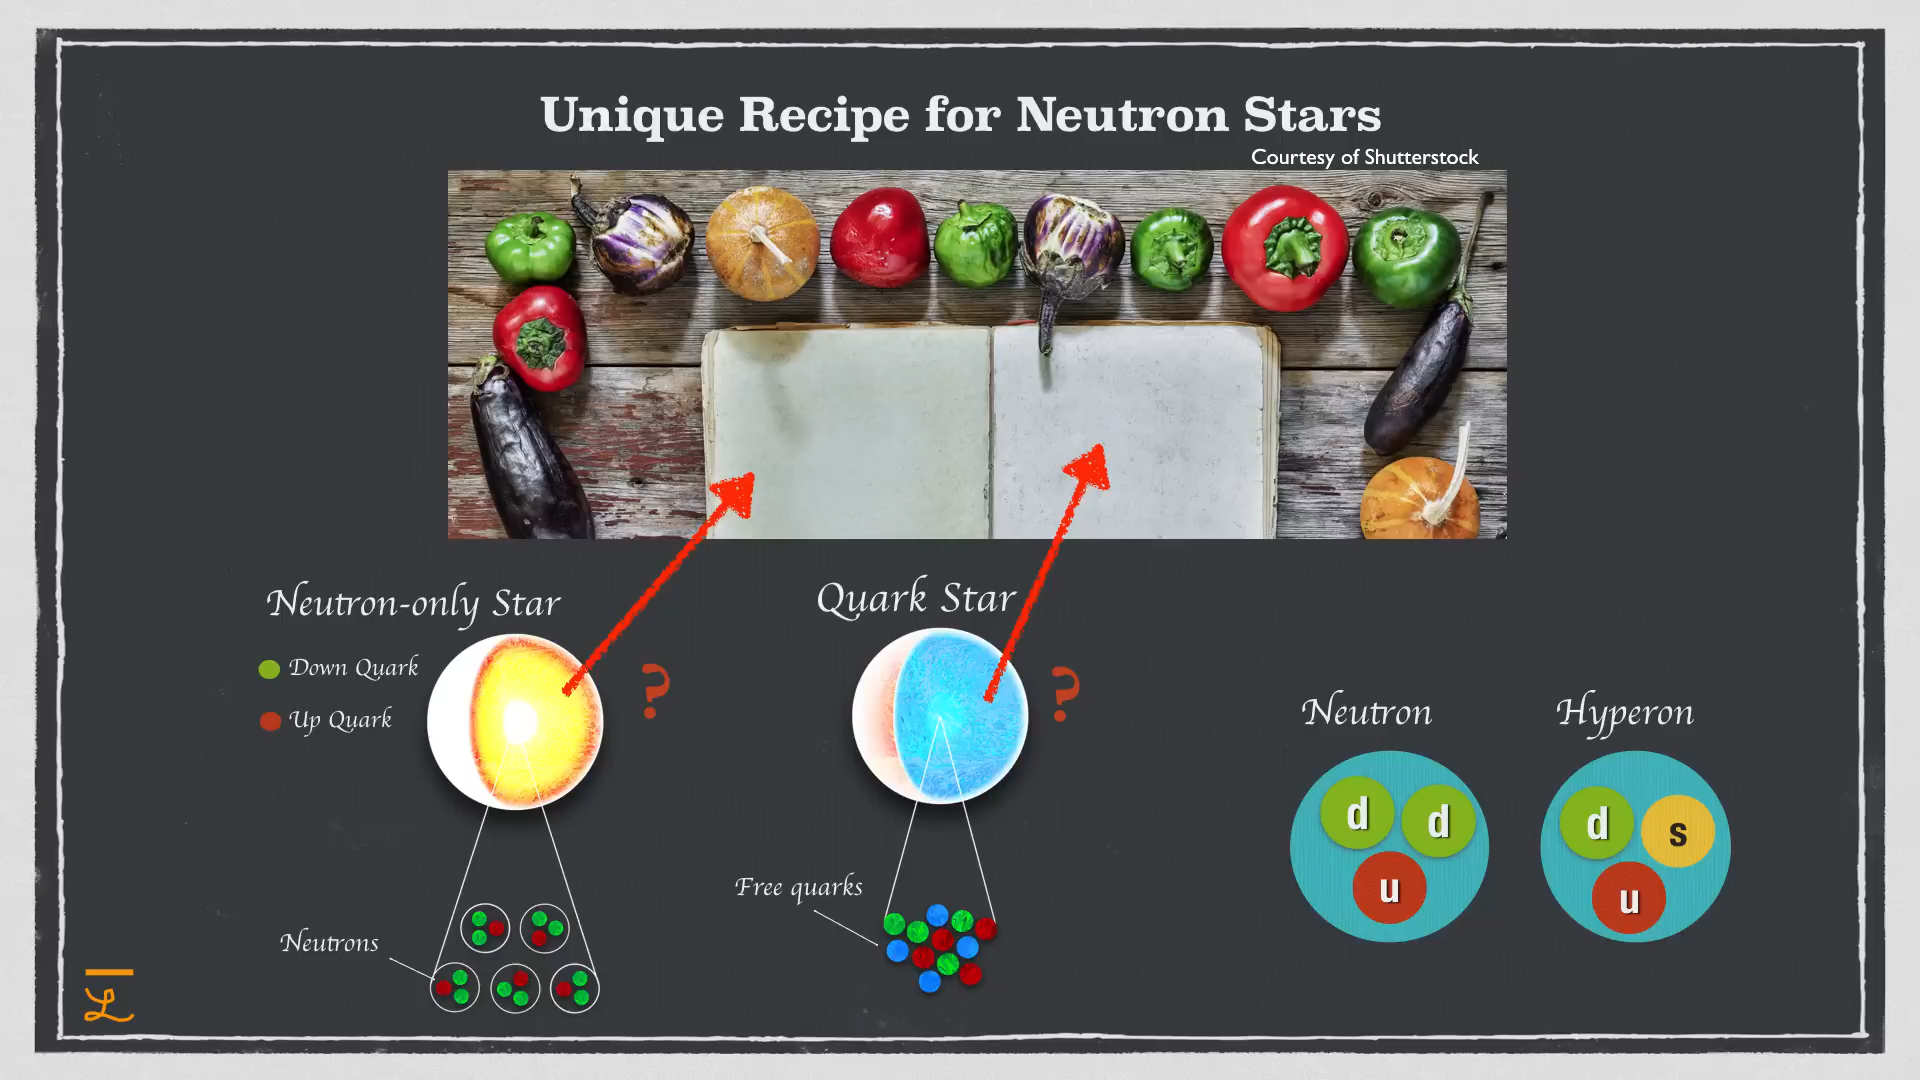 Unique Recipe for Neutron Stars
Courtesy of Shutterstock
Neutron-only Star
Quark Star
?
?
Down Quark
Up Quark
Neutron
Hyperon
d d
u
d s
u
Free quarks
Neutrons